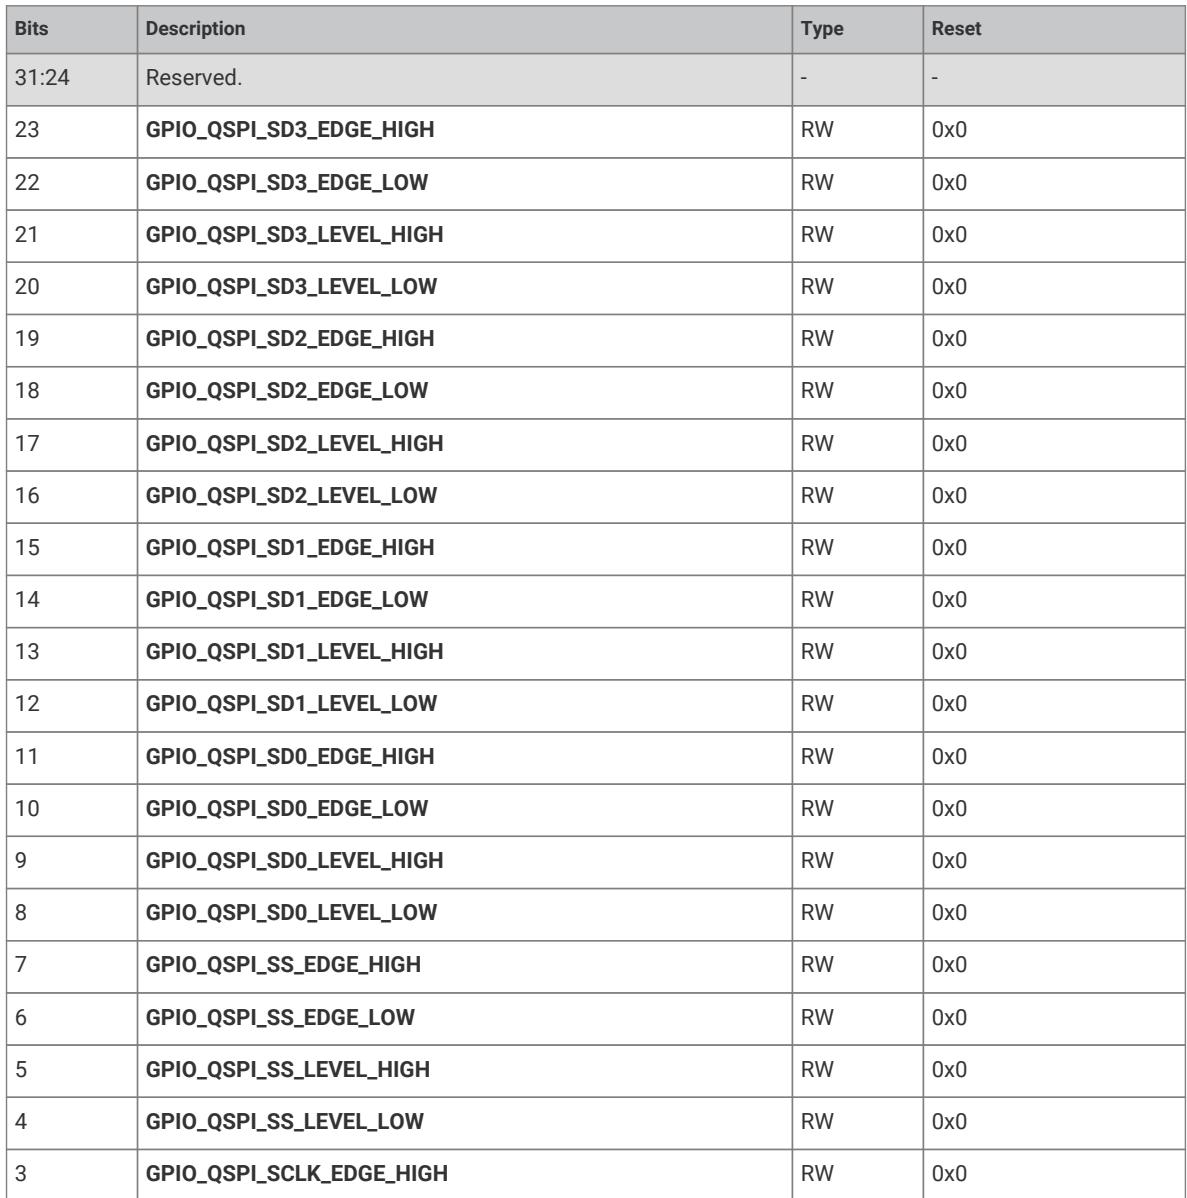 Bits Description Type Reset
31:24 Reserved. - -
23 GPIO_QSPI_SD3_EDGE_HIGH RW 0x0
22 GPIO_QSPI_SD3_EDGE_LOW RW 0x0
21 GPIO_QSPI_SD3_LEVEL_HIGH RW 0x0
20 GPIO_QSPI_SD3_LEVEL_LOW RW 0x0
19 GPIO_QSPI_SD2_EDGE_HIGH RW 0x0
18 GPIO_QSPI_SD2_EDGE_LOW RW 0x0
17 GPIO_QSPI_SD2_LEVEL_HIGH RW 0x0
16 GPIO_QSPI_SD2_LEVEL_LOW RW 0x0
15 GPIO_QSPI_SD1_EDGE_HIGH RW 0x0
14 GPIO_QSPI_SD1_EDGE_LOW RW 0x0
13 GPIO_QSPI_SD1_LEVEL_HIGH RW 0x0
12 GPIO_QSPI_SD1_LEVEL_LOW RW 0x0
11 GPIO_QSPI_SD0_EDGE_HIGH RW 0x0
10 GPIO_QSPI_SD0_EDGE_LOW RW 0x0
9 GPIO_QSPI_SD0_LEVEL_HIGH RW 0x0
8 GPIO_QSPI_SD0_LEVEL_LOW RW 0x0
7 GPIO_QSPI_SS_EDGE_HIGH RW 0x0
6 GPIO_QSPI_SS_EDGE_LOW RW 0x0
5 GPIO_QSPI_SS_LEVEL_HIGH RW 0x0
4 GPIO_QSPI_SS_LEVEL_LOW RW 0x0
3 GPIO_QSPI_SCLK_EDGE_HIGH RW 0x0